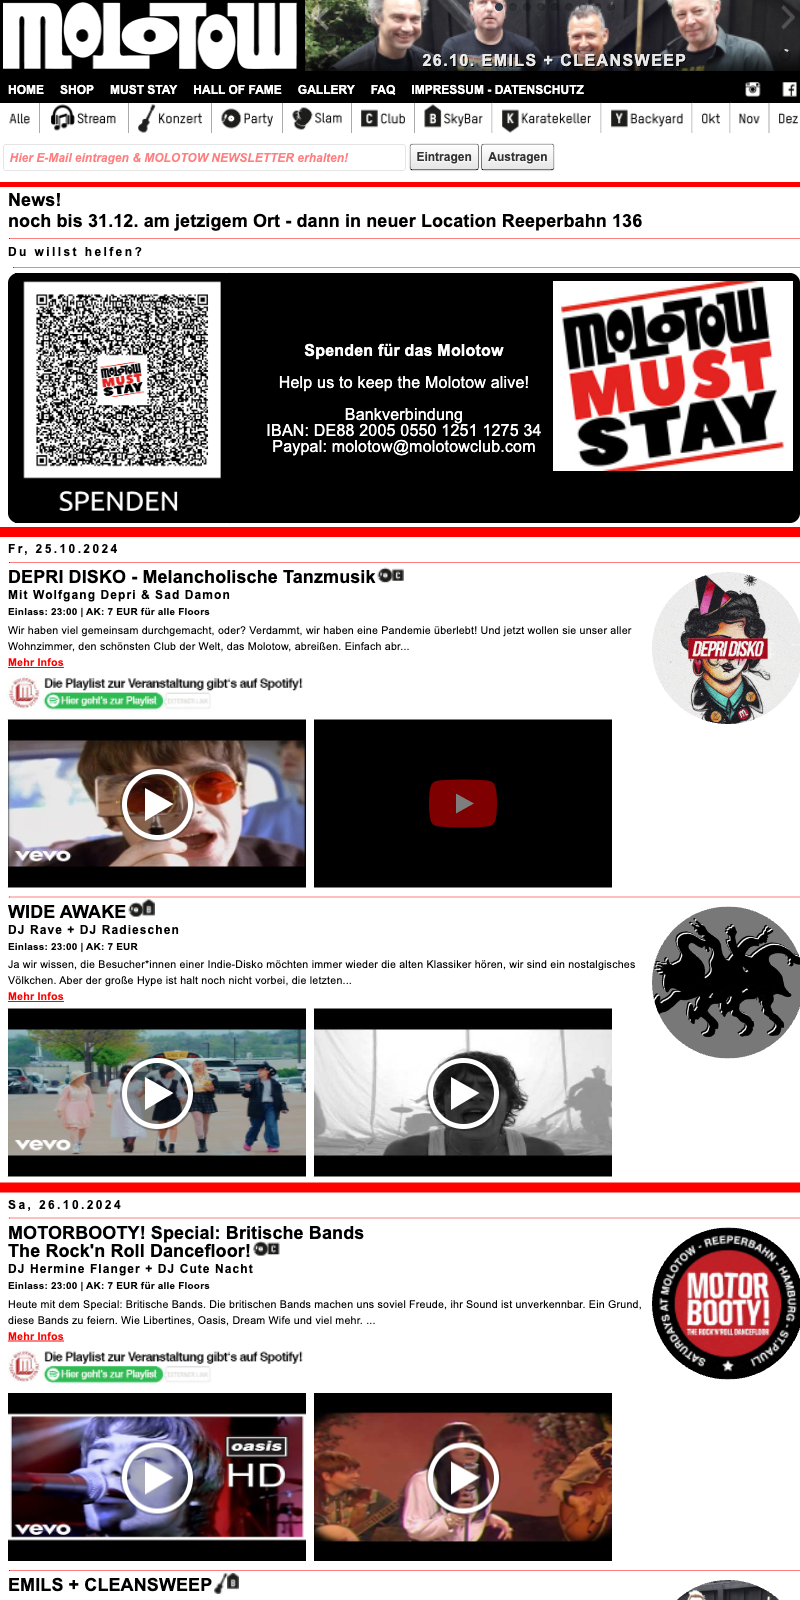 MOLOTOW
26.10. EMILS + CLEANSWEEP
HOME SHOP MUST STAY HALL OF FAME GALLERY FAQ IMPRESSUM - DATENSCHUTZ
Alle Stream Konzert Party Slam C Club B SkyBar K Karatekeller Y Backyard Okt Nov Dez
Hier E-Mail eintragen & MOLOTOW NEWSLETTER erhalten! Eintragen Austragen
News!
noch bis 31.12. am jetzigem Ort - dann in neuer Location Reeperbahn 136
Du willst helfen?
MOLOTOW
MUST
STAY
SPENDEN
Spenden für das Molotow
Help us to keep the Molotow alive!
Bankverbindung
IBAN: DE88 2005 0550 1251 1275 34
Paypal: molotow@molotowclub.com
MOLOTOW
MUST
STAY
Fr, 25.10.2024
DEPRI DISKO - Melancholische Tanzmusik C
Mit Wolfgang Depri & Sad Damon
Einlass: 23:00 | AK: 7 EUR für alle Floors
Wir haben viel gemeinsam durchgemacht, oder? Verdammt, wir haben eine Pandemie überlebt! Und jetzt wollen sie unser aller
Wohnzimmer, den schönsten Club der Welt, das Molotow, abreißen. Einfach abr...
Mehr Infos
DEPRI DISKO
Die Playlist zur Veranstaltung gibt's auf Spotify!
Hier geht's zur Playlist EXTERNER LINK
vevo
WIDE AWAKE B
DJ Rave + DJ Radieschen
Einlass: 23:00 | AK: 7 EUR
Ja wir wissen, die Besucher*innen einer Indie-Disko möchten immer wieder die alten Klassiker hören, wir sind ein nostalgisches
Völkchen. Aber der große Hype ist halt noch nicht vorbei, die letzten...
Mehr Infos
vevo
Sa, 26.10.2024
MOTORBOOTY! Special: Britische Bands
The Rock'n Roll Dancefloor! C
DJ Hermine Flanger + DJ Cute Nacht
Einlass: 23:00 | AK: 7 EUR für alle Floors
Heute mit dem Special: Britische Bands. Die britischen Bands machen uns soviel Freude, ihr Sound ist unverkennbar. Ein Grund,
diese Bands zu feiern. Wie Libertines, Oasis, Dream Wife und viel mehr. ...
Mehr Infos
SATURDAYS AT MOLOTOW - REEPERBAHN - HAMBURG - ST.PAULI
MOTOR
BOOTY!
THE ROCK'N'ROLL DANCEFLOOR
Die Playlist zur Veranstaltung gibt's auf Spotify!
Hier geht's zur Playlist EXTERNER LINK
oasis
HD
vevo
EMILS + CLEANSWEEP B